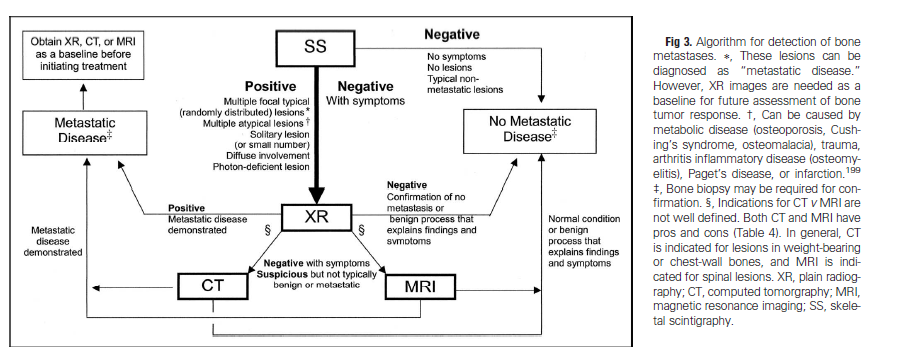 Obtain XR, CT, or MRI
as a baseline before
initiating treatment
SS
Negative
No symptoms
No lesions
Typical non-
metastatic lesions
Positive
Multiple focal typical
(randomly distributed) lesions*
Multiple atypical lesions†
Solitary lesion
(or small number)
Diffuse involvement
Photon-deficient lesion
Negative
With symptoms
Metastatic
Disease‡
No Metastatic
Disease‡
Positive
Metastatic disease
demonstrated
XR
§
§
Negative
Confirmation of no
metastasis or
benign process that
explains findings and
symptoms
Metastatic
disease
demonstrated
Normal condition
or benign
process that
explains findings
and symptoms
Negative with symptoms
Suspicious but not typically
benign or metastatic
CT
MRI
Fig 3. Algorithm for detection of bone
metastases. *, These lesions can be
diagnosed as “metastatic disease.”
However, XR images are needed as a
baseline for future assessment of bone
tumor response. †, Can be caused by
metabolic disease (osteoporosis, Cush-
ing’s syndrome, osteomalacia), trauma,
arthritis inflammatory disease (osteomy-
elitis), Paget’s disease, or infarction.199
‡, Bone biopsy may be required for con-
firmation. §, Indications for CT v MRI are
not well defined. Both CT and MRI have
pros and cons (Table 4). In general, CT
is indicated for lesions in weight-bearing
or chest-wall bones, and MRI is indi-
cated for spinal lesions. XR, plain radiog-
raphy; CT, computed tomorgraphy; MRI,
magnetic resonance imaging; SS, skele-
tal scintigraphy.